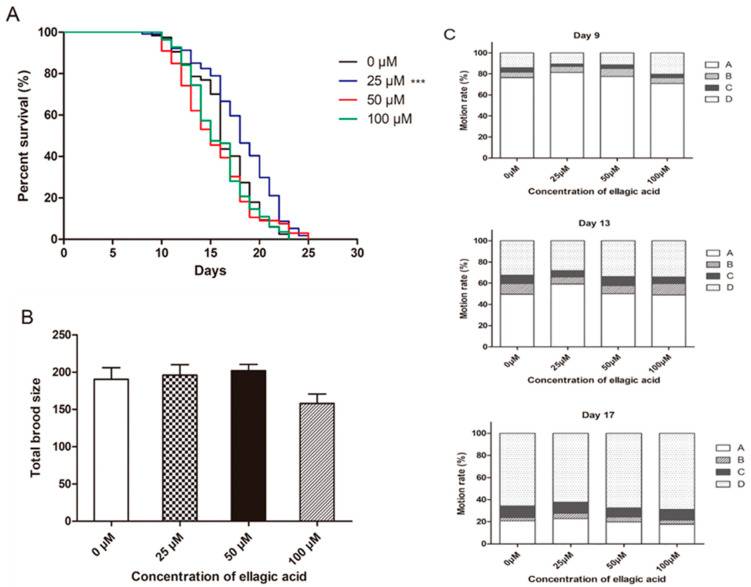 A
100
80
60
40
20
0
0 5 10 15 20 25 30
Percent survival (%)
Days
0 µM
25 µM ***
50 µM
100 µM
B
250
200
150
100
50
0
Total brood size
0 µM 25 µM 50 µM 100 µM
Concentration of ellagic acid
C
Day 9
100
80
60
40
20
0
Motion rate (%)
0µM 25µM 50µM 100µM
Concentration of ellagic acid
A
B
C
D
Day 13
100
80
60
40
20
0
Motion rate (%)
0µM 25µM 50µM 100µM
Concentration of ellagic acid
A
B
C
D
Day 17
100
80
60
40
20
0
Motion rate (%)
0µM 25µM 50µM 100µM
Concentration of ellagic acid
A
B
C
D